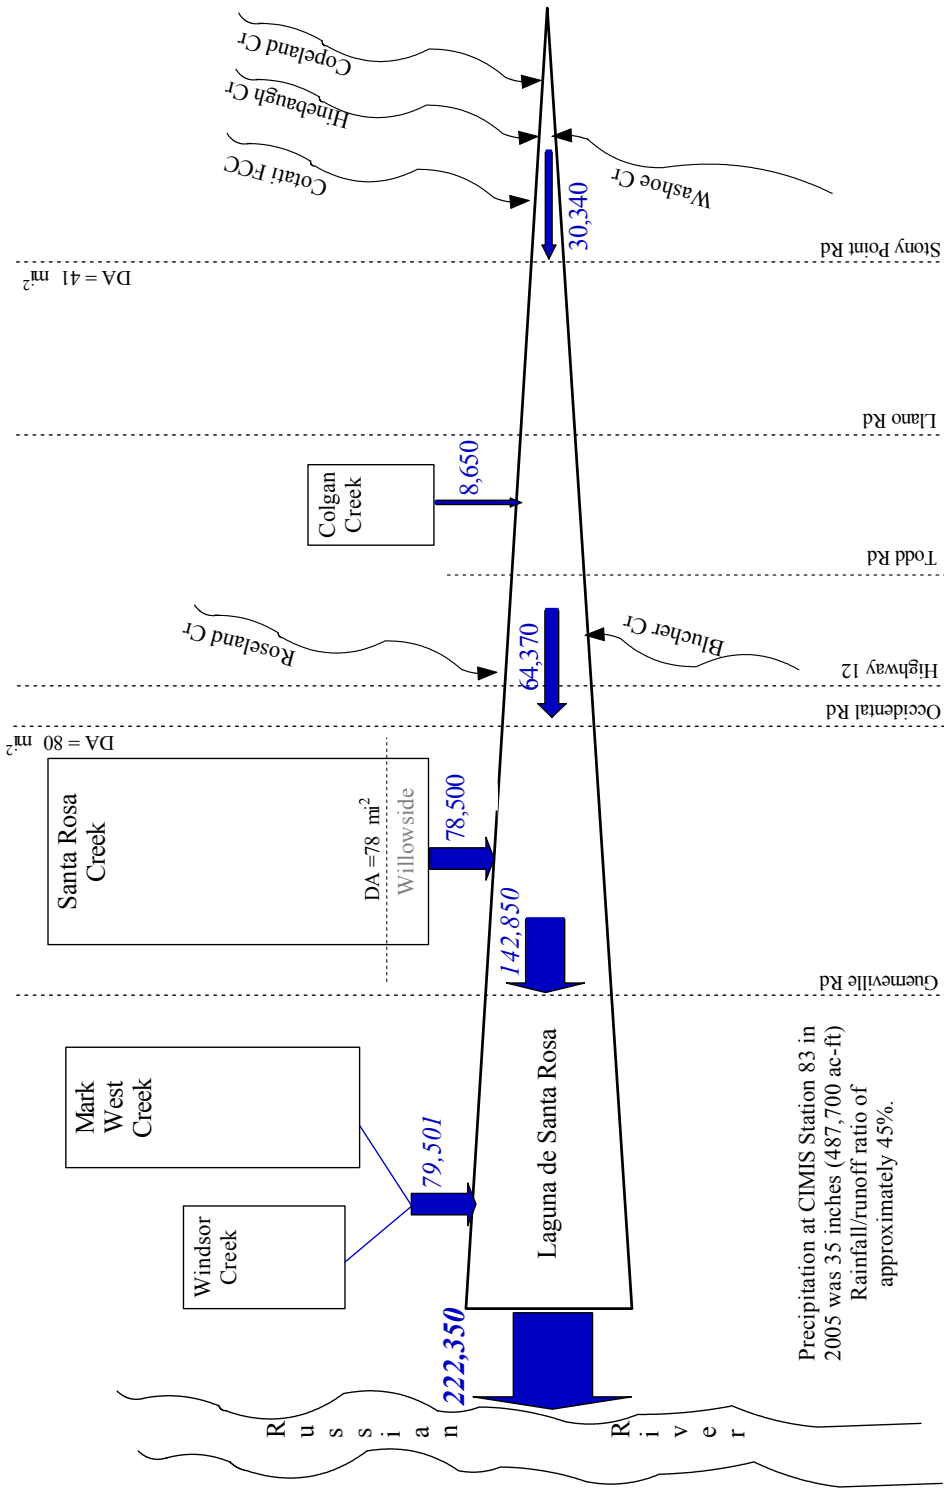 Copeland Cr
Hinebaugh Cr
Cotati FCC
Washoe Cr
30,340
Stony Point Rd
DA = 41 mi²
Llano Rd
Colgan
Creek
8,650
Todd Rd
Roseland Cr
Blucher Cr
64,370
Highway 12
Occidental Rd
DA = 80 mi²
Santa Rosa
Creek
DA =78 mi²
Willowside
78,500
142,850
Guerneville Rd
Mark
West
Creek
Windsor
Creek
79,501
Laguna de Santa Rosa
222,350
Russian
River
Precipitation at CIMIS Station 83 in
2005 was 35 inches (487,700 ac-ft)
Rainfall/runoff ratio of
approximately 45%.